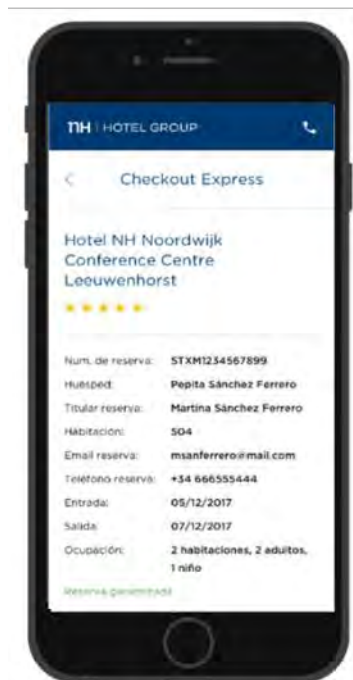 nH | HOTEL GROUP
Checkout Express
Hotel NH Noordwijk
Conference Centre
Leeuwenhorst
Num. de reserva: STXM1234567899
Huésped: Pepita Sánchez Ferrero
Titular reserva: Martina Sánchez Ferrero
Habitación: 504
Email reserva: msanferrero@mail.com
Teléfono reserva: +34 666555444
Entrada: 05/12/2017
Salida: 07/12/2017
Ocupación: 2 habitaciones, 2 adultos,
1 niño
Reserva garantizada